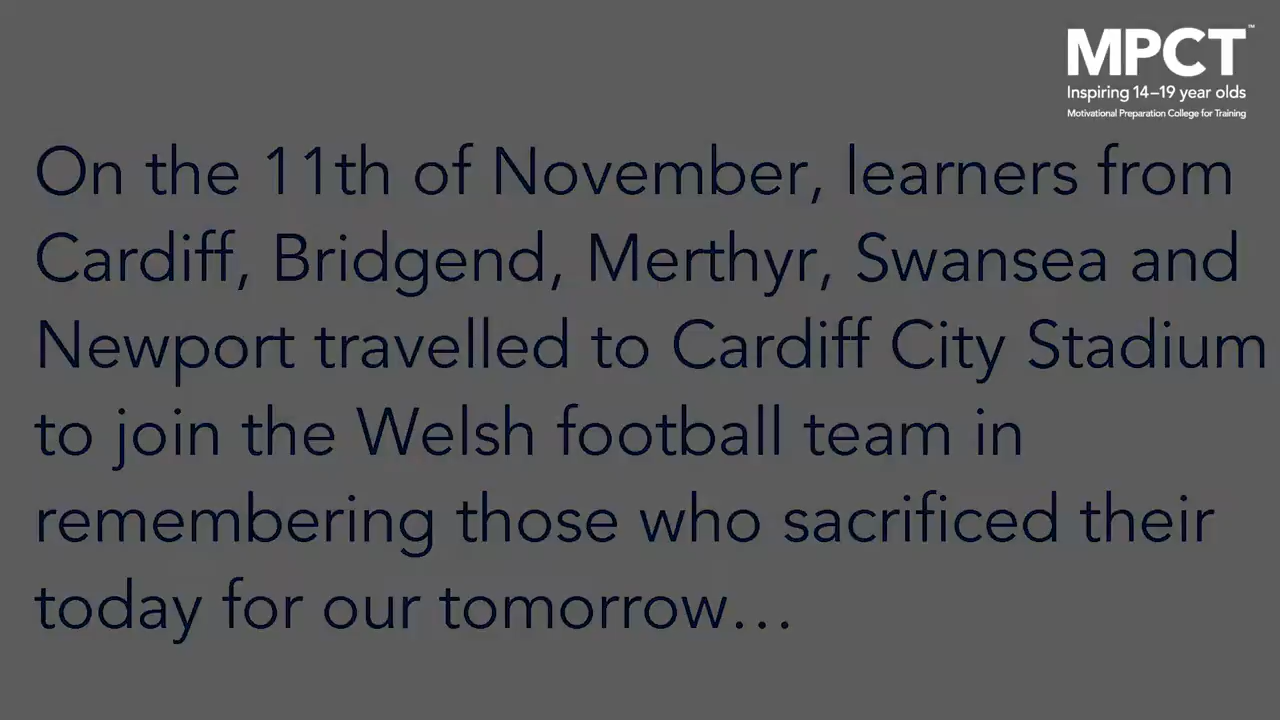 MPCT™
Inspiring 14–19 year olds
Motivational Preparation College for Training
On the 11th of November, learners from
Cardiff, Bridgend, Merthyr, Swansea and
Newport travelled to Cardiff City Stadium
to join the Welsh football team in
remembering those who sacrificed their
today for our tomorrow…